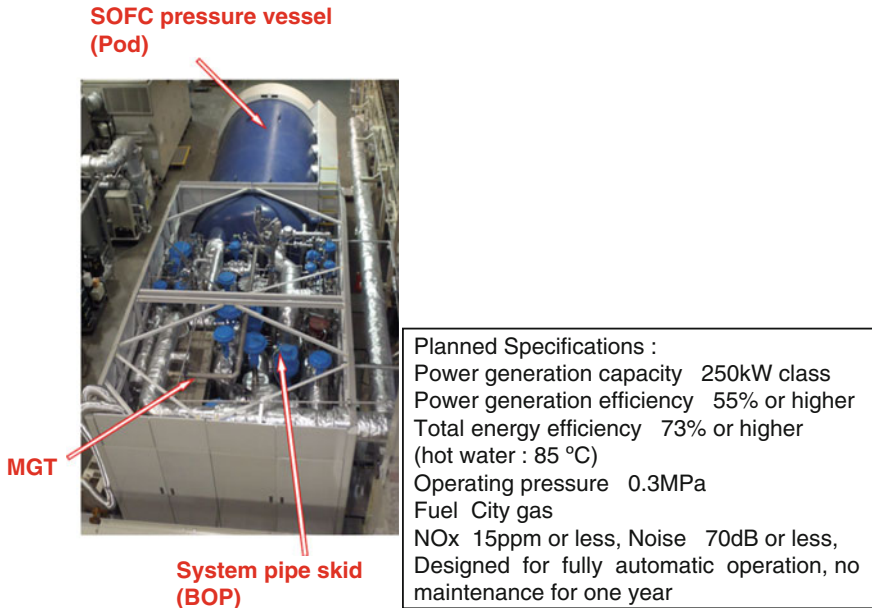 SOFC pressure vessel
(Pod)
MGT
System pipe skid
(BOP)
Planned Specifications :
Power generation capacity 250kW class
Power generation efficiency 55% or higher
Total energy efficiency 73% or higher
(hot water : 85 ºC)
Operating pressure 0.3MPa
Fuel City gas
NOx 15ppm or less, Noise 70dB or less,
Designed for fully automatic operation, no
maintenance for one year